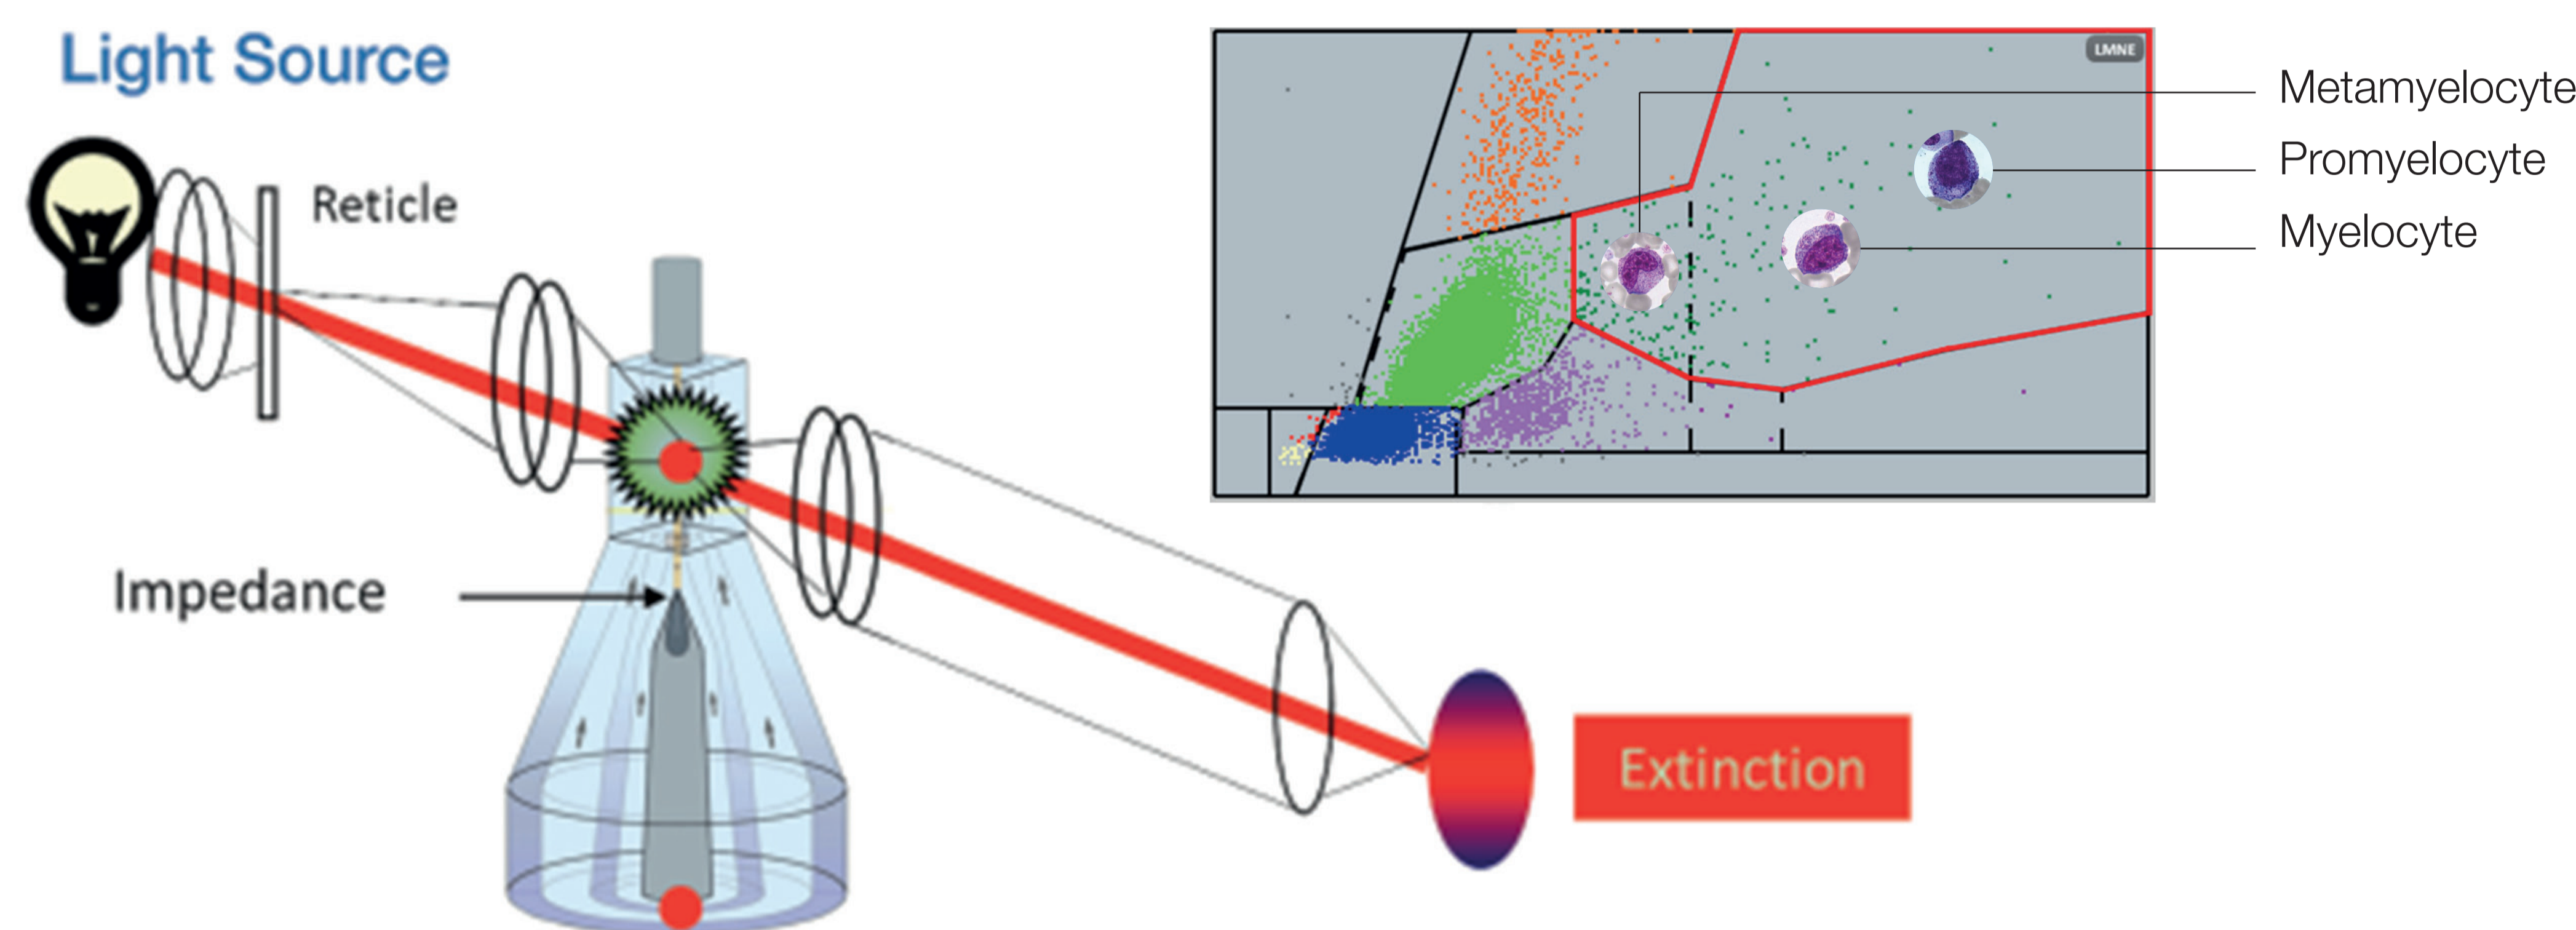 Light Source
Reticle
Impedance
Extinction
LMNE
Metamyelocyte
Promyelocyte
Myelocyte